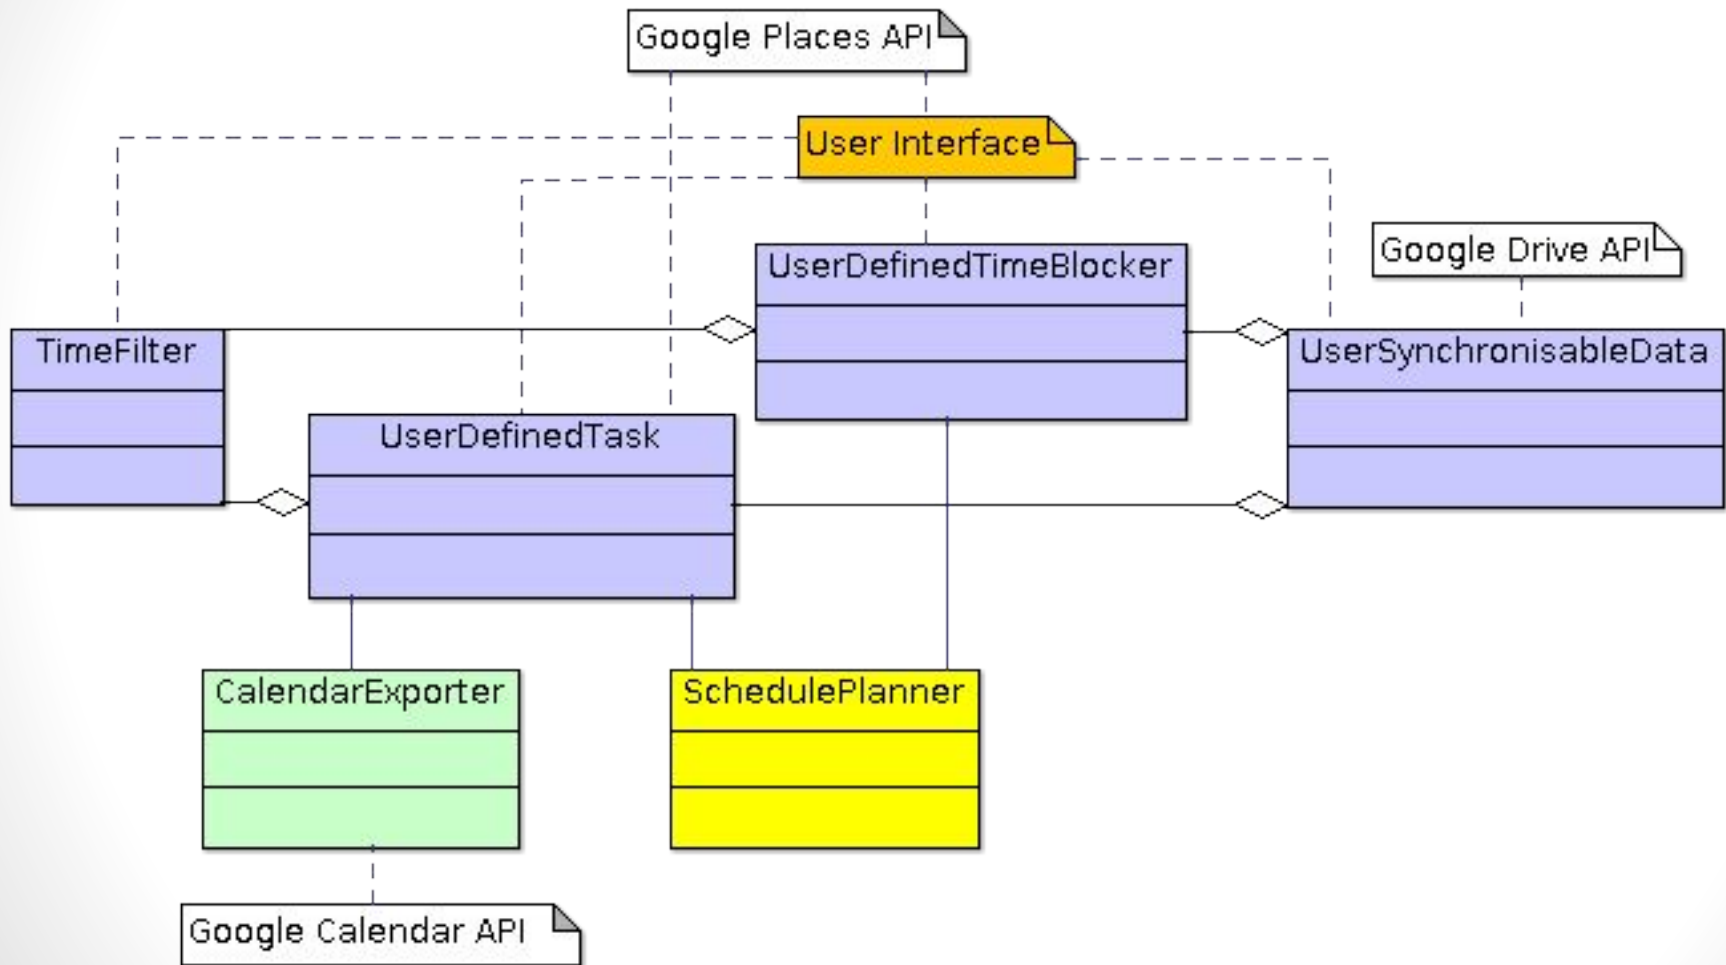 Google Places API
User Interface
UserDefinedTimeBlocker
Google Drive API
TimeFilter
UserSynchronisableData
UserDefinedTask
CalendarExporter
SchedulePlanner
Google Calendar API